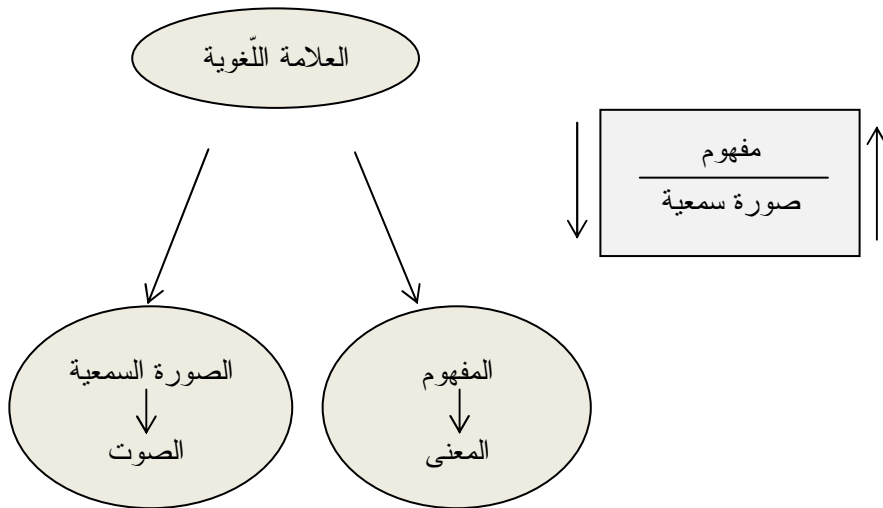 العلامة اللّغوية
مفهوم
صورة سمعية
المفهوم
المعنى
الصورة السمعية
الصوت